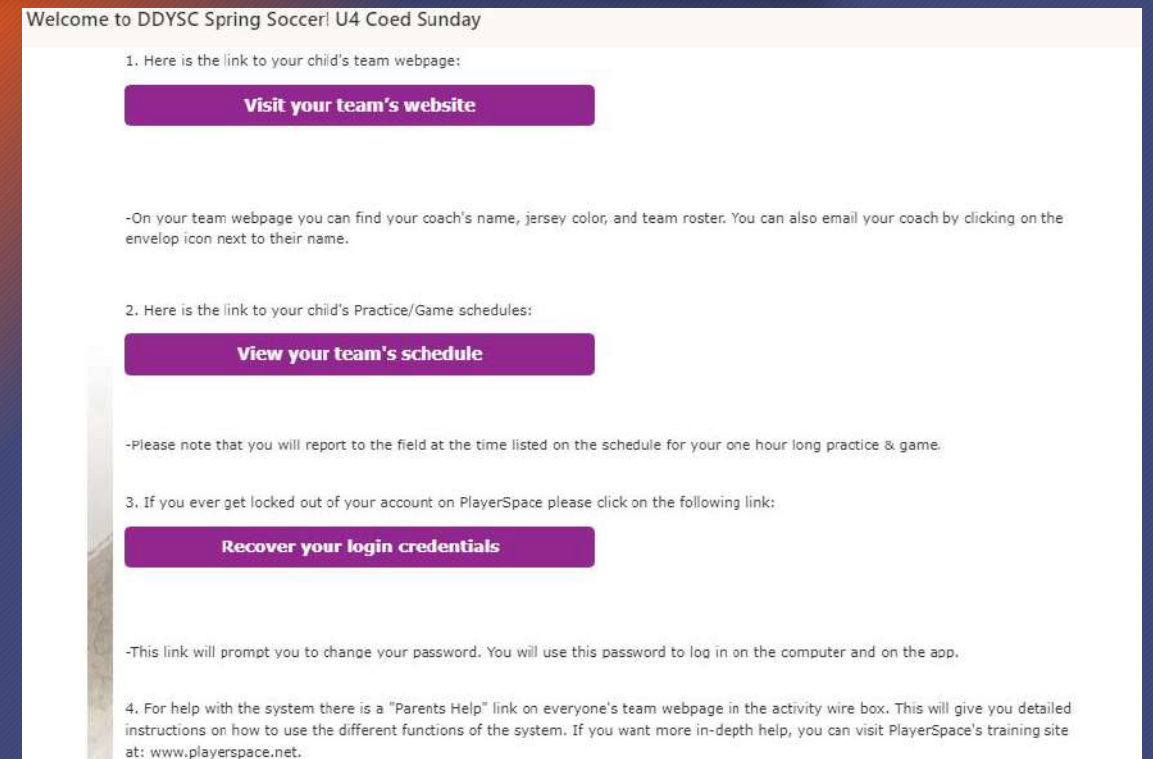 Welcome to DDYSC Spring Soccer! U4 Coed Sunday
1. Here is the link to your child's team webpage:
Visit your team's website
-On your team webpage you can find your coach's name, jersey color, and team roster. You can also email your coach by clicking on the
envelop icon next to their name.
2. Here is the link to your child's Practice/Game schedules:
View your team's schedule
-Please note that you will report to the field at the time listed on the schedule for your one hour long practice & game.
3. If you ever get locked out of your account on PlayerSpace please click on the following link:
Recover your login credentials
-This link will prompt you to change your password. You will use this password to log in on the computer and on the app.
4. For help with the system there is a "Parents Help" link on everyone's team webpage in the activity wire box. This will give you detailed
instructions on how to use the different functions of the system. If you want more in-depth help, you can visit PlayerSpace's training site
at: www.playerspace.net.